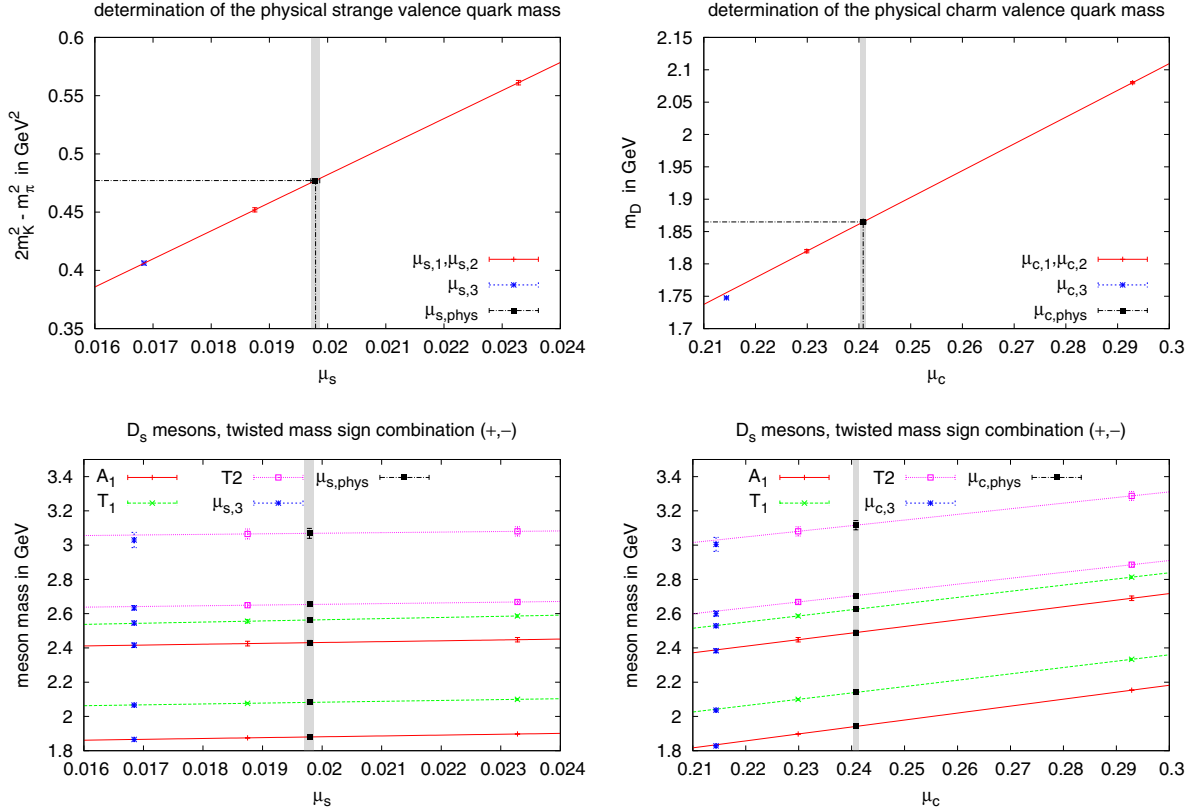 determination of the physical strange valence quark mass
0.6
0.55
0.5
0.45
0.4
0.35
2m²_K - m²_π in GeV²
μ_s,1,μ_s,2
μ_s,3
μ_s,phys
0.016 0.017 0.018 0.019 0.02 0.021 0.022 0.023 0.024
μ_s
determination of the physical charm valence quark mass
2.15
2.1
2.05
2
1.95
1.9
1.85
1.8
1.75
1.7
m_D in GeV
μ_c,1,μ_c,2
μ_c,3
μ_c,phys
0.21 0.22 0.23 0.24 0.25 0.26 0.27 0.28 0.29 0.3
μ_c
D_s mesons, twisted mass sign combination (+,−)
3.4
3.2
3
2.8
2.6
2.4
2.2
2
1.8
meson mass in GeV
A_1 T2 μ_s,phys
T_1 μ_s,3
0.016 0.017 0.018 0.019 0.02 0.021 0.022 0.023 0.024
μ_s
D_s mesons, twisted mass sign combination (+,−)
3.4
3.2
3
2.8
2.6
2.4
2.2
2
1.8
meson mass in GeV
A_1 T2 μ_c,phys
T_1 μ_c,3
0.21 0.22 0.23 0.24 0.25 0.26 0.27 0.28 0.29 0.3
μ_c